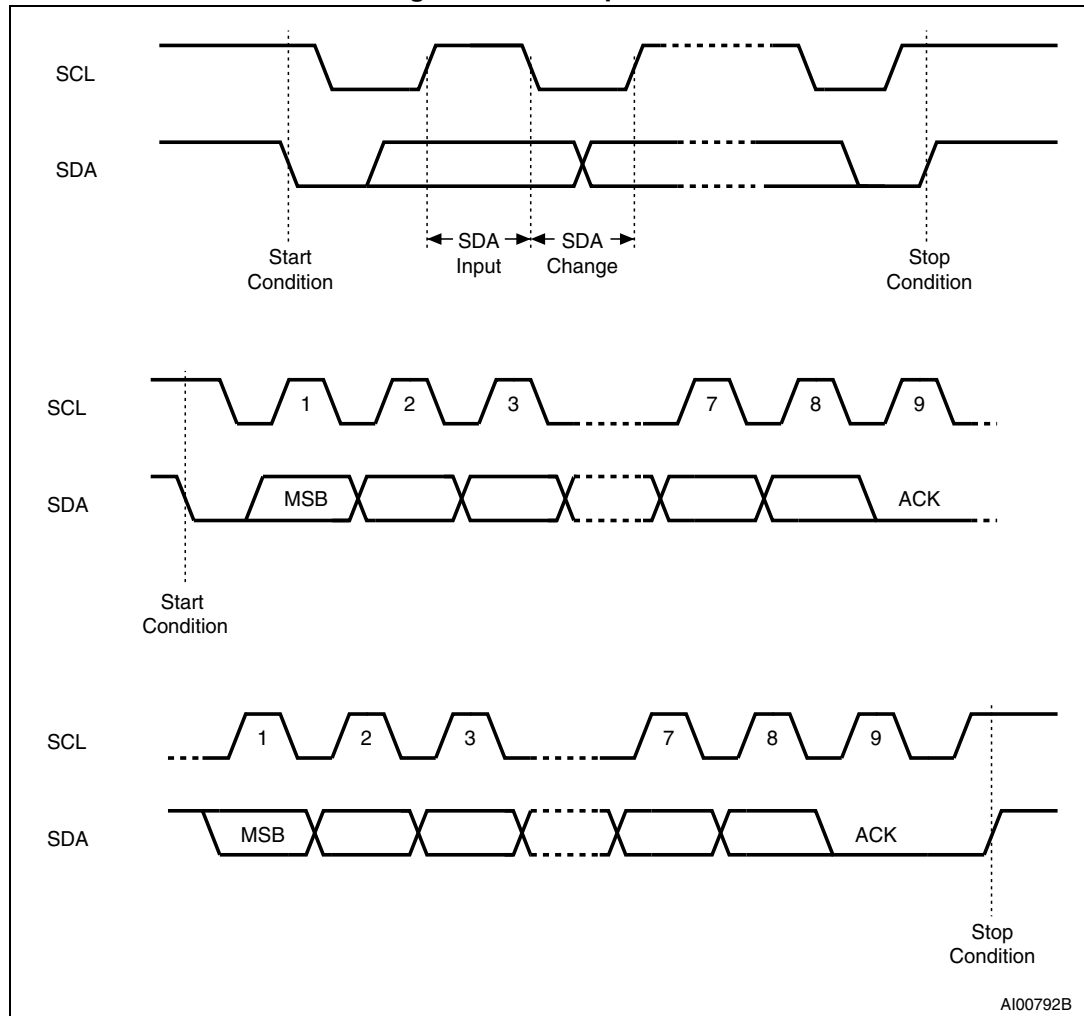 SCL
SDA
SDA
Input
SDA
Change
Start
Condition
Stop
Condition
SCL
1 2 3 7 8 9
SDA
MSB
ACK
Start
Condition
SCL
1 2 3 7 8 9
SDA
MSB
ACK
Stop
Condition
AI00792B